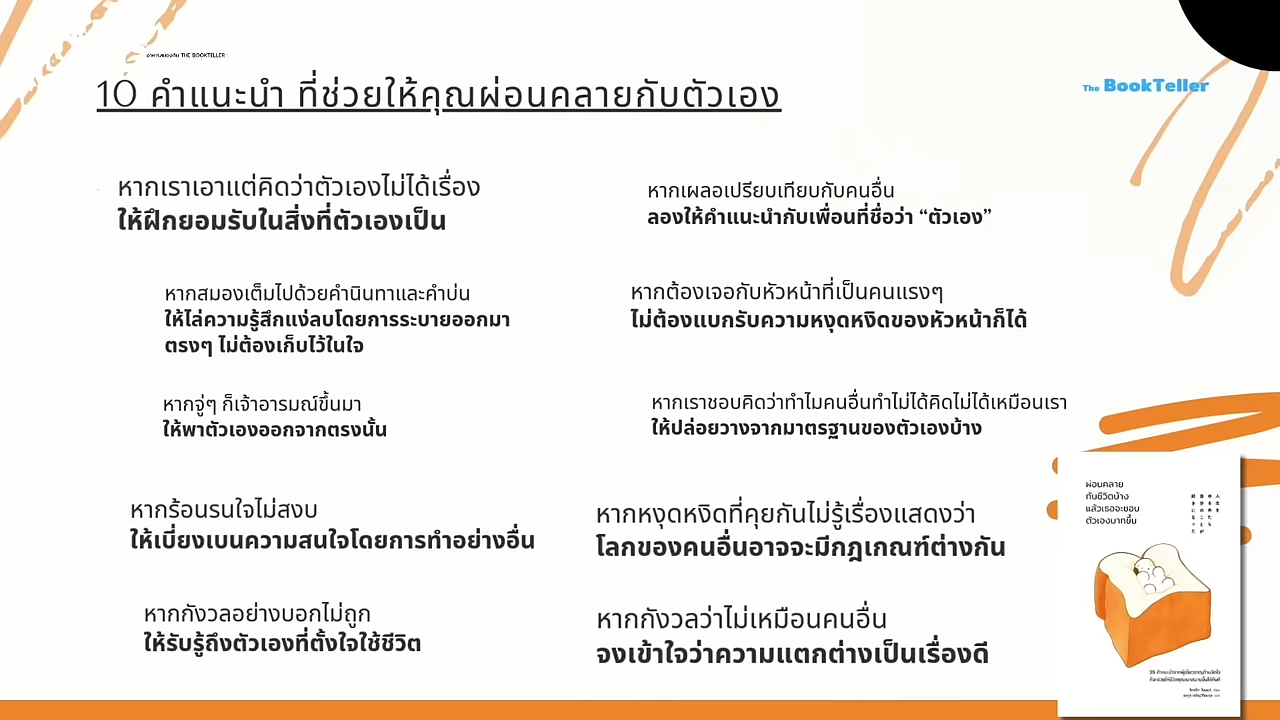 THE BOOKTELLER
10 คำแนะนำ ที่ช่วยให้คุณผ่อนคลายกับตัวเอง
The BookTeller
หากเราเอาแต่คิดว่าตัวเองไม่ได้เรื่อง
ให้ฝึกยอมรับในสิ่งที่ตัวเองเป็น
หากสมองเต็มไปด้วยคำนินทาและคำบ่น
ให้ไล่ความรู้สึกแง่ลบโดยการระบายออกมา
ตรงๆ ไม่ต้องเก็บไว้ในใจ
หากจู่ๆ ก็เจ้าอารมณ์ขึ้นมา
ให้พาตัวเองออกจากตรงนั้น
หากร้อนรนใจไม่สงบ
ให้เบี่ยงเบนความสนใจโดยการทำอย่างอื่น
หากกังวลอย่างบอกไม่ถูก
ให้รับรู้ถึงตัวเองที่ตั้งใจใช้ชีวิต
หากเผลอเปรียบเทียบกับคนอื่น
ลองให้คำแนะนำกับเพื่อนที่ชื่อว่า “ตัวเอง”
หากต้องเจอกับหัวหน้าที่เป็นคนแรงๆ
ไม่ต้องแบกรับความหงุดหงิดของหัวหน้าก็ได้
หากเราชอบคิดว่าทำไมคนอื่นทำไม่ได้คิดไม่ได้เหมือนเรา
ให้ปล่อยวางจากมาตรฐานของตัวเองบ้าง
หากหงุดหงิดที่คุยกันไม่รู้เรื่องแสดงว่า
โลกของคนอื่นอาจจะมีกฎเกณฑ์ต่างกัน
หากกังวลว่าไม่เหมือนคนอื่น
จงเข้าใจว่าความแตกต่างเป็นเรื่องดี
ผ่อนคลาย
กับชีวิตบ้าง
แล้วเธอจะชอบ
ตัวเองมากขึ้น
人生を
ゆるめたら
自分のことが
好きになった